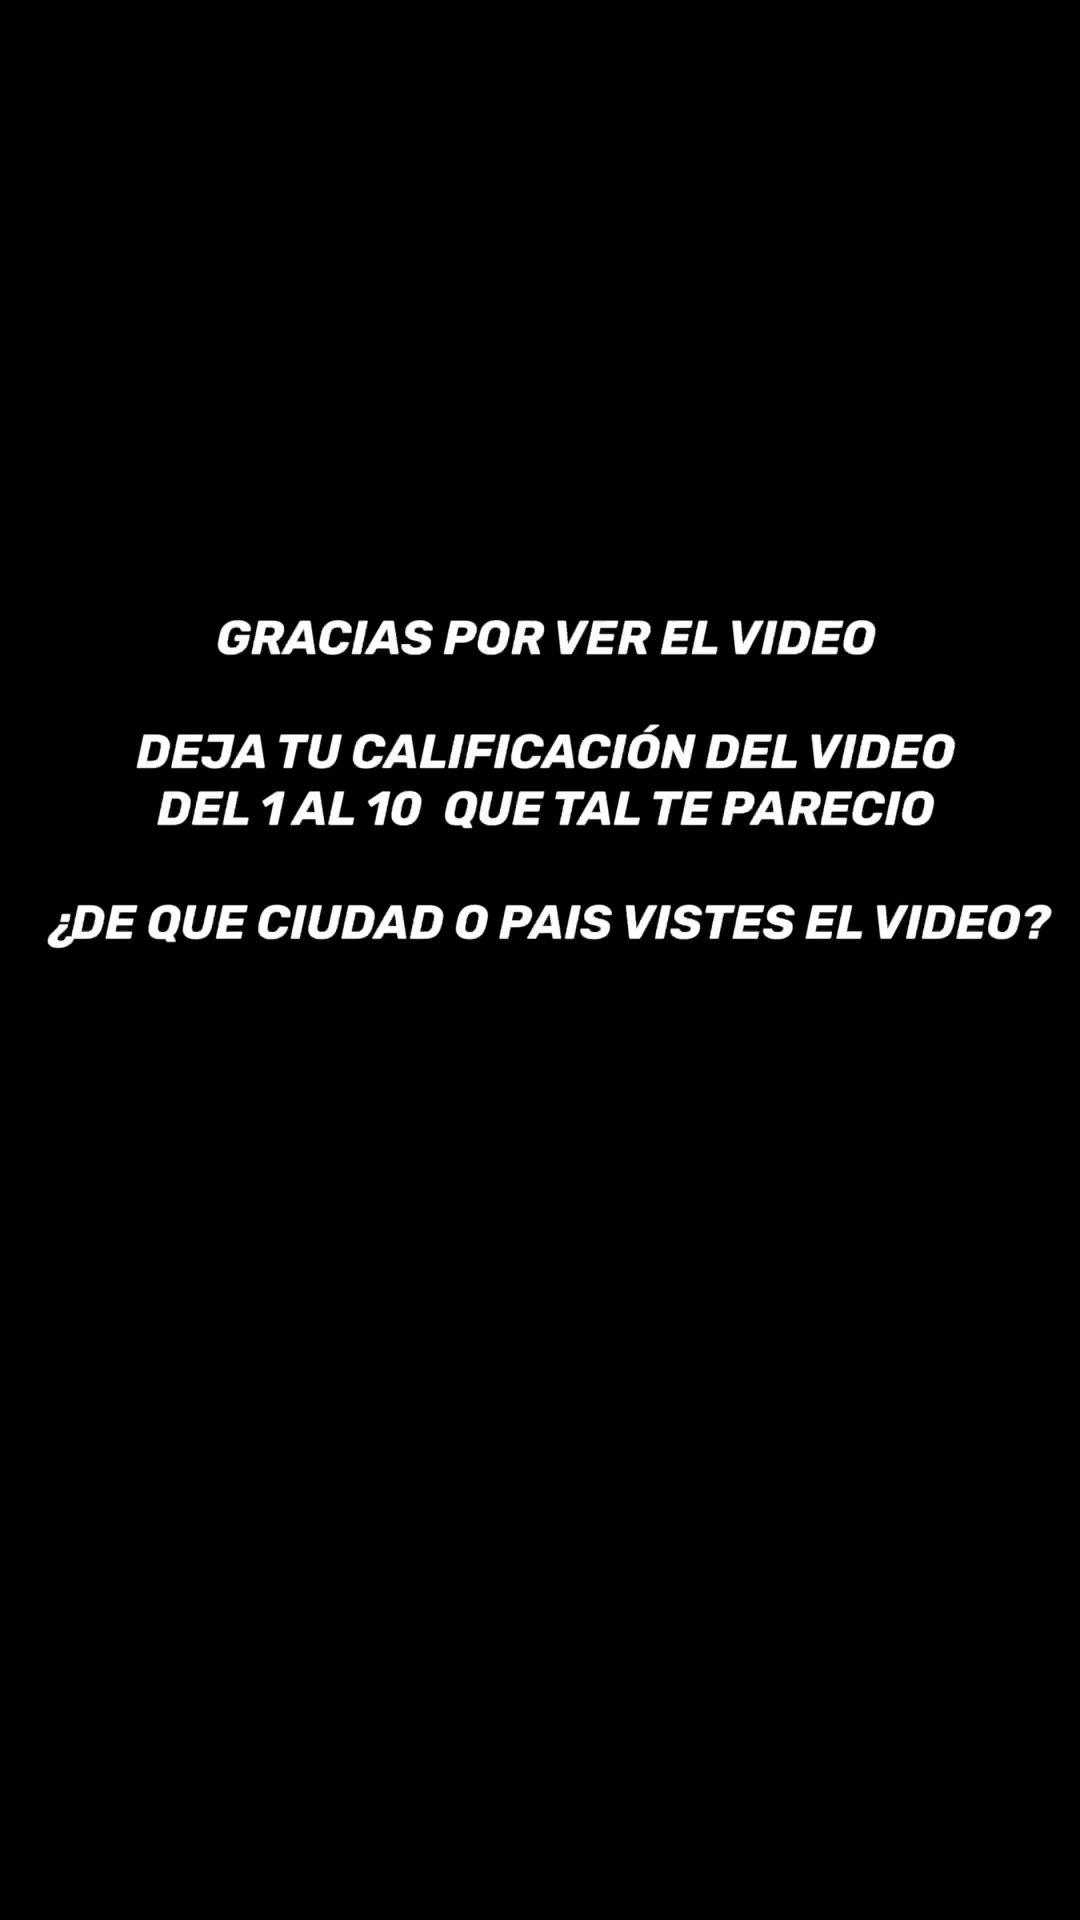 GRACIAS POR VER EL VIDEO
DEJA TU CALIFICACIÓN DEL VIDEO
DEL 1 AL 10 QUE TAL TE PARECIO
¿DE QUE CIUDAD O PAIS VISTES EL VIDEO?